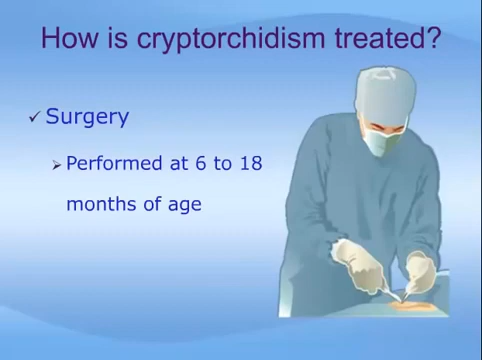 How is cryptorchidism treated?
Surgery
Performed at 6 to 18
months of age